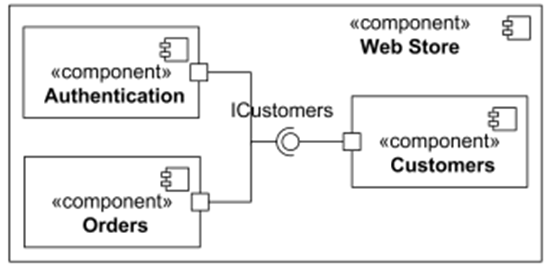 «component»
Web Store
«component»
Authentication
ICustomers
«component»
Customers
«component»
Orders